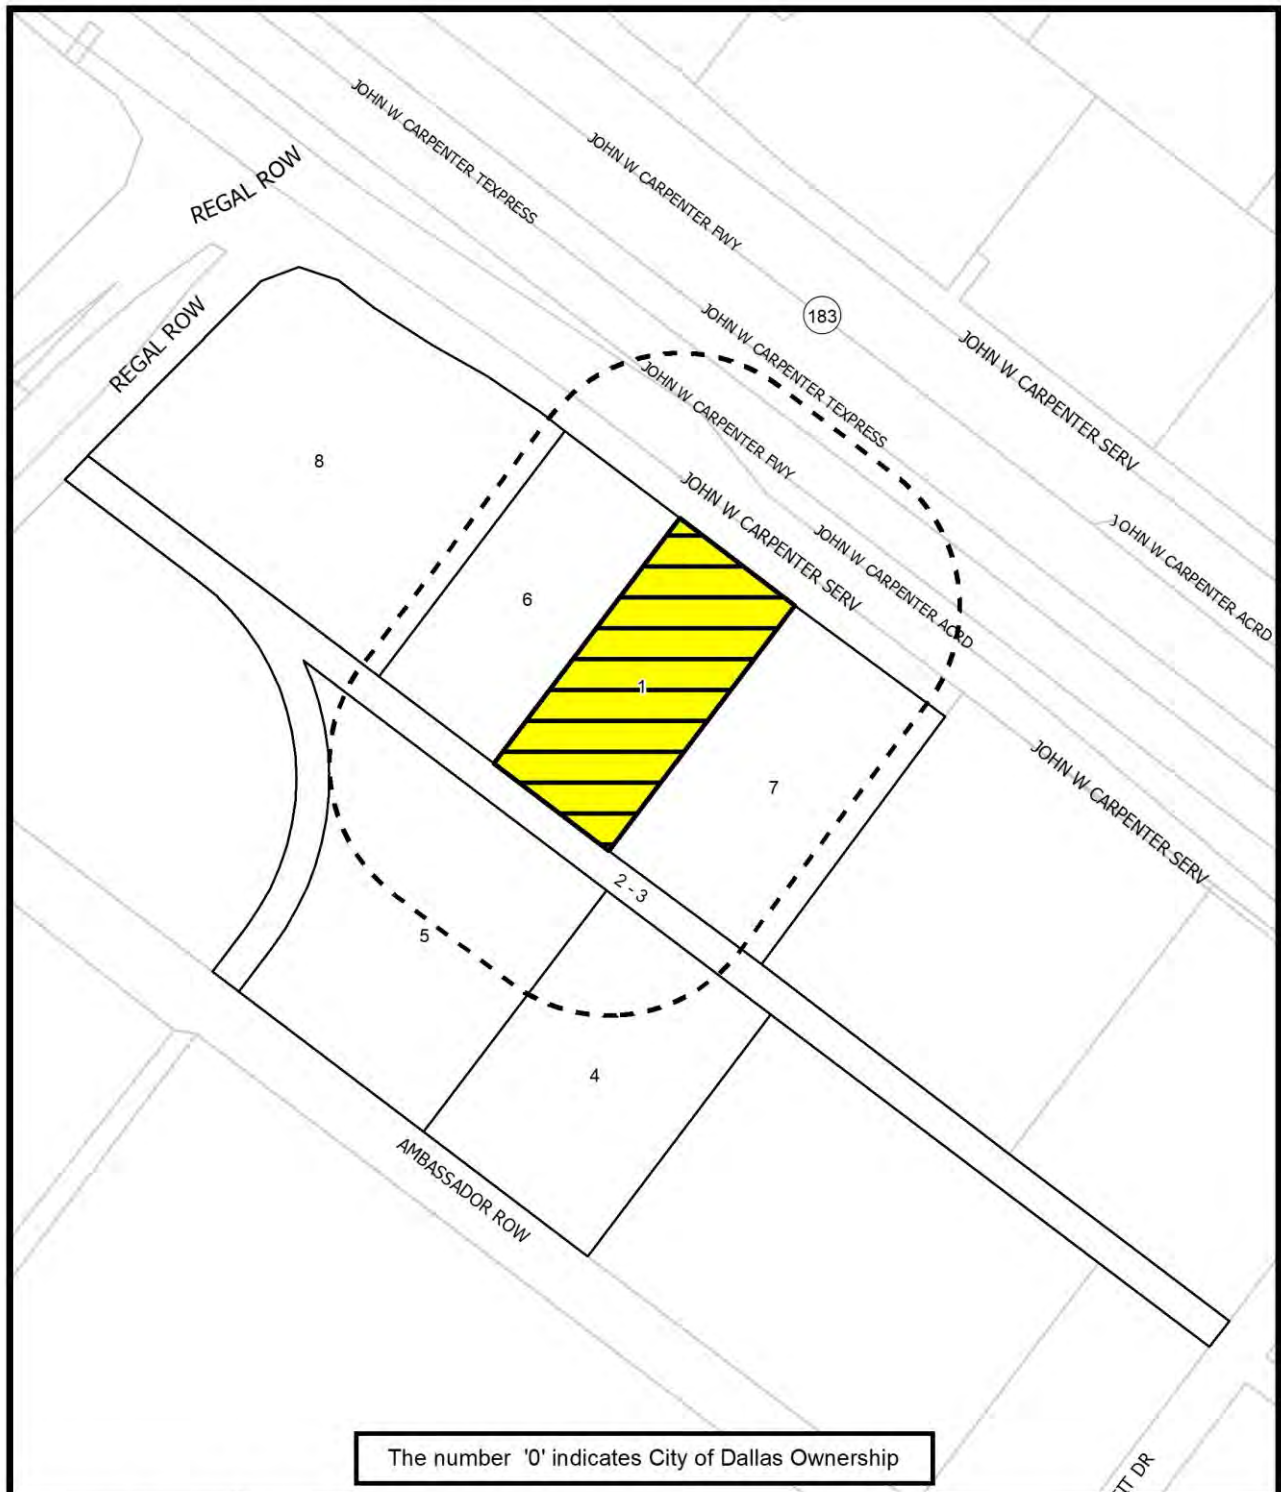 JOHN W CARPENTER TEXPRESS
JOHN W CARPENTER FWY
REGAL ROW
REGAL ROW
183
JOHN W CARPENTER TEXPRESS
JOHN W CARPENTER SERV
JOHN W CARPENTER FWY
8
JOHN W CARPENTER SERV
JOHN W CARPENTER ACRD
JOHN W CARPENTER ACRD
6
1
7
JOHN W CARPENTER SERV
2 - 3
5
4
AMBASSADOR ROW
The number '0' indicates City of Dallas Ownership